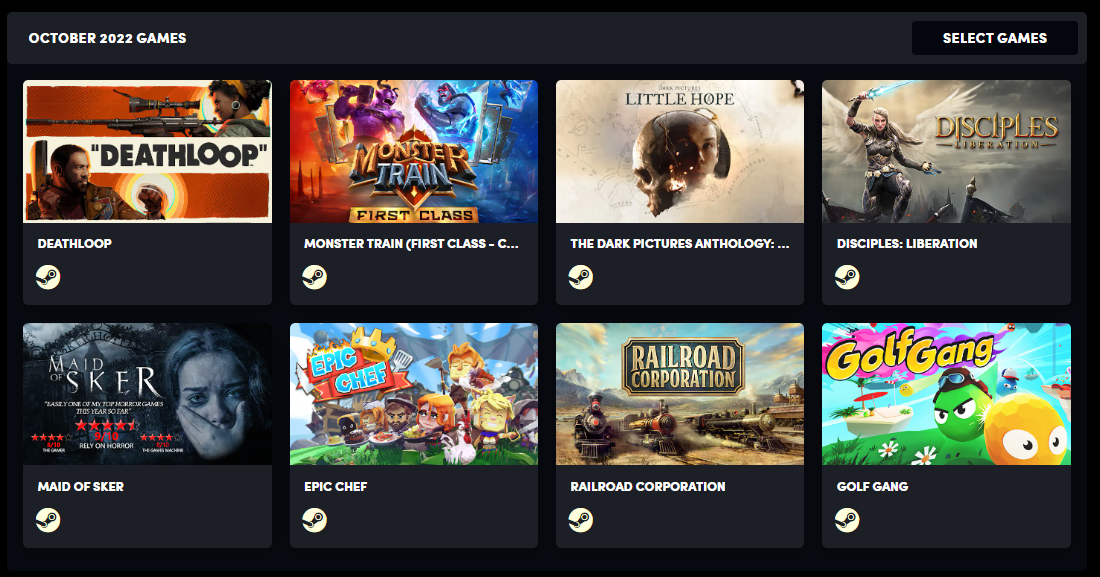 OCTOBER 2022 GAMES
SELECT GAMES
"DEATHLOOP"
MONSTER
TRAIN
FIRST CLASS
DARK PICTURES
LITTLE HOPE
DISCIPLES
LIBERATION
DEATHLOOP
MONSTER TRAIN (FIRST CLASS - C...
THE DARK PICTURES ANTHOLOGY: ...
DISCIPLES: LIBERATION
MAID
OF SKER
"EASILY ONE OF MY TOP HORROR GAMES
THIS YEAR SO FAR"
9/10
RELY ON HORROR
8/10
THE GAMER
8/10
THE GAMES MACHINE
EPIC
CHEF
RAILROAD
CORPORATION
GOLFGANG
MAID OF SKER
EPIC CHEF
RAILROAD CORPORATION
GOLF GANG